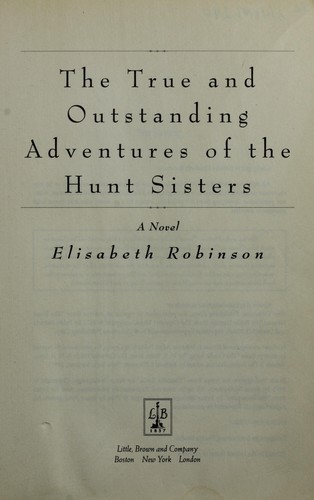 The True and
Outstanding
Adventures of the
Hunt Sisters
A Novel
Elisabeth Robinson
L B
1837
Little, Brown and Company
Boston New York London